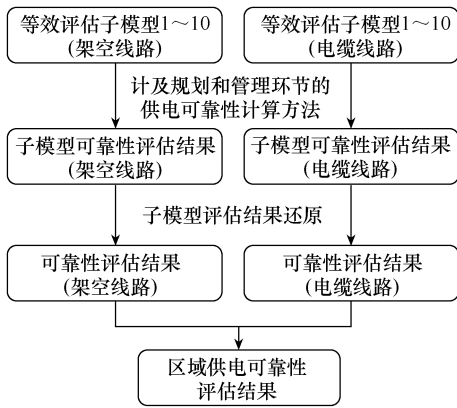 等效评估子模型1～10
(架空线路)
等效评估子模型1～10
(电缆线路)
计及规划和管理环节的
供电可靠性计算方法
子模型可靠性评估结果
(架空线路)
子模型可靠性评估结果
(电缆线路)
子模型评估结果还原
可靠性评估结果
(架空线路)
可靠性评估结果
(电缆线路)
区域供电可靠性
评估结果